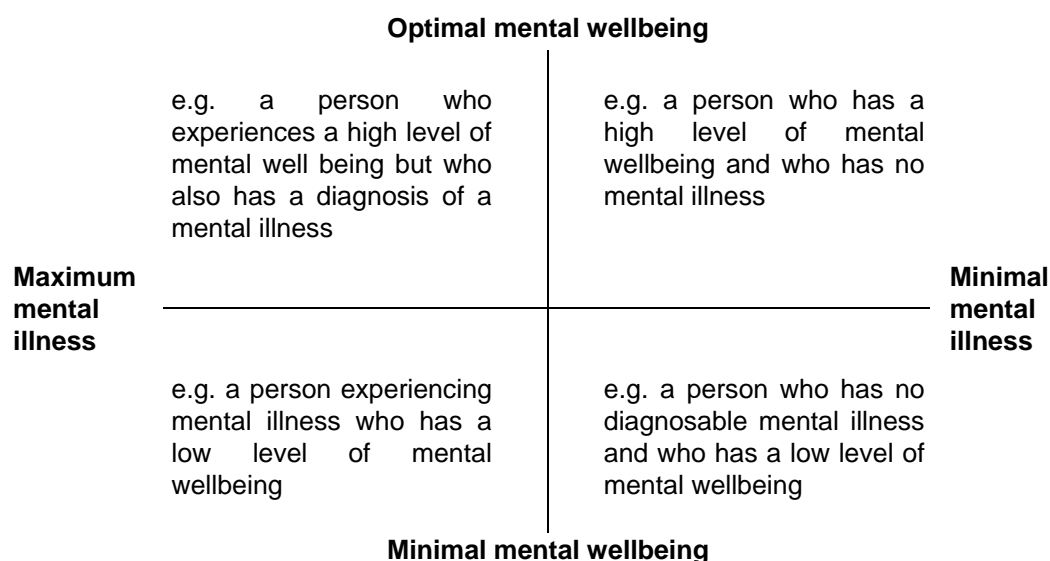 Optimal mental wellbeing
e.g. a person who
experiences a high level of
mental well being but who
also has a diagnosis of a
mental illness
e.g. a person who has a
high level of mental
wellbeing and who has no
mental illness
Maximum
mental
illness
Minimal
mental
illness
e.g. a person experiencing
mental illness who has a
low level of mental
wellbeing
e.g. a person who has no
diagnosable mental illness
and who has a low level of
mental wellbeing
Minimal mental wellbeing